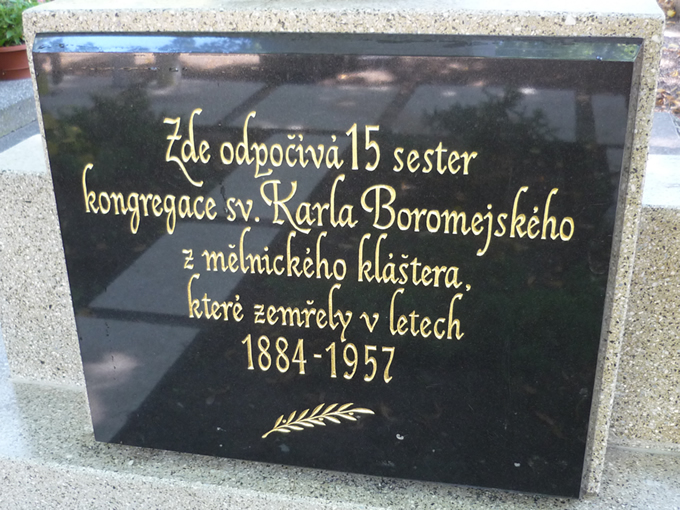 Zde odpočívá 15 sester
kongregace sv. Karla Boromejského
z mělnického kláštera,
které zemřely v letech
1884-1957